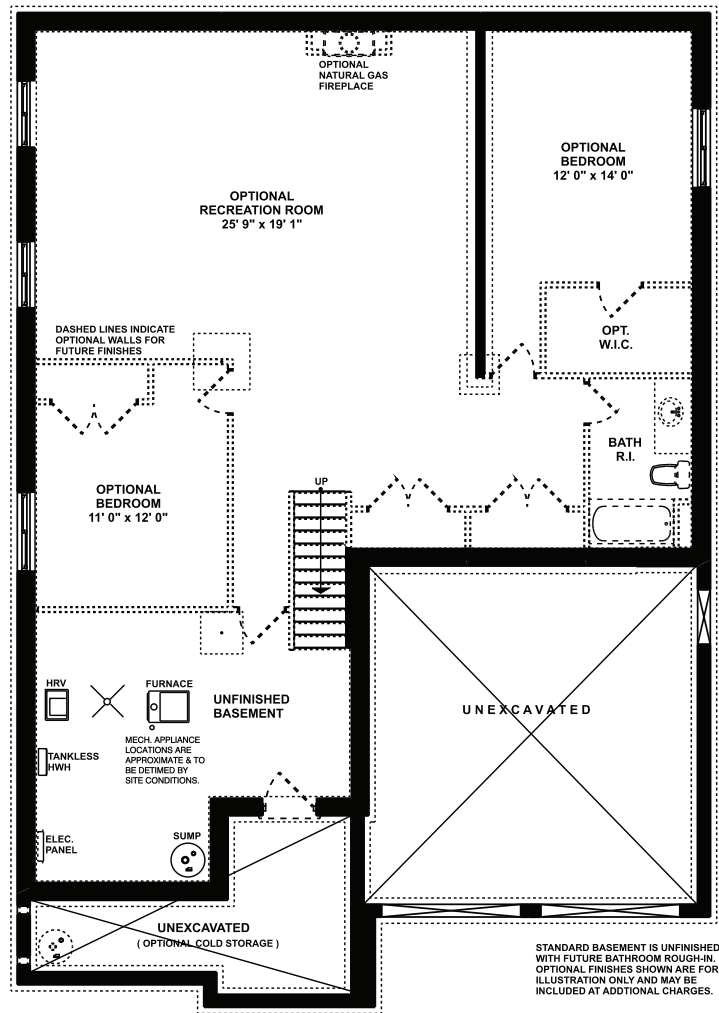 OPTIONAL
NATURAL GAS
FIREPLACE
OPTIONAL
BEDROOM
12' 0" x 14' 0"
OPTIONAL
RECREATION ROOM
25' 9" x 19' 1"
DASHED LINES INDICATE
OPTIONAL WALLS FOR
FUTURE FINISHES
OPT.
W.I.C.
BATH
R.I.
OPTIONAL
BEDROOM
11' 0" x 12' 0"
UP
HRV
FURNACE
UNFINISHED
BASEMENT
UNEXCAVATED
MECH. APPLIANCE
LOCATIONS ARE
APPROXIMATE & TO
BE DETIMED BY
SITE CONDITIONS.
TANKLESS
HWH
ELEC.
PANEL
SUMP
UNEXCAVATED
( OPTIONAL COLD STORAGE )
STANDARD BASEMENT IS UNFINISHED
WITH FUTURE BATHROOM ROUGH-IN.
OPTIONAL FINISHES SHOWN ARE FOR
ILLUSTRATION ONLY AND MAY BE
INCLUDED AT ADDTIONAL CHARGES.